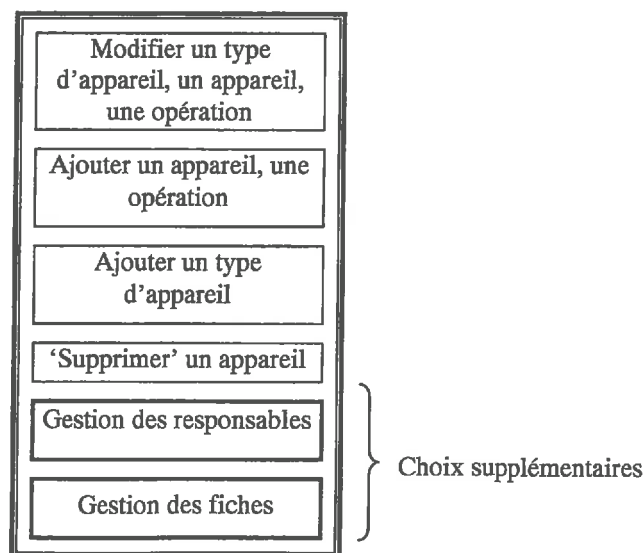 Modifier un type
d'appareil, un appareil,
une opération
Ajouter un appareil, une
opération
Ajouter un type
d'appareil
'Supprimer' un appareil
Gestion des responsables
Gestion des fiches
Choix supplémentaires